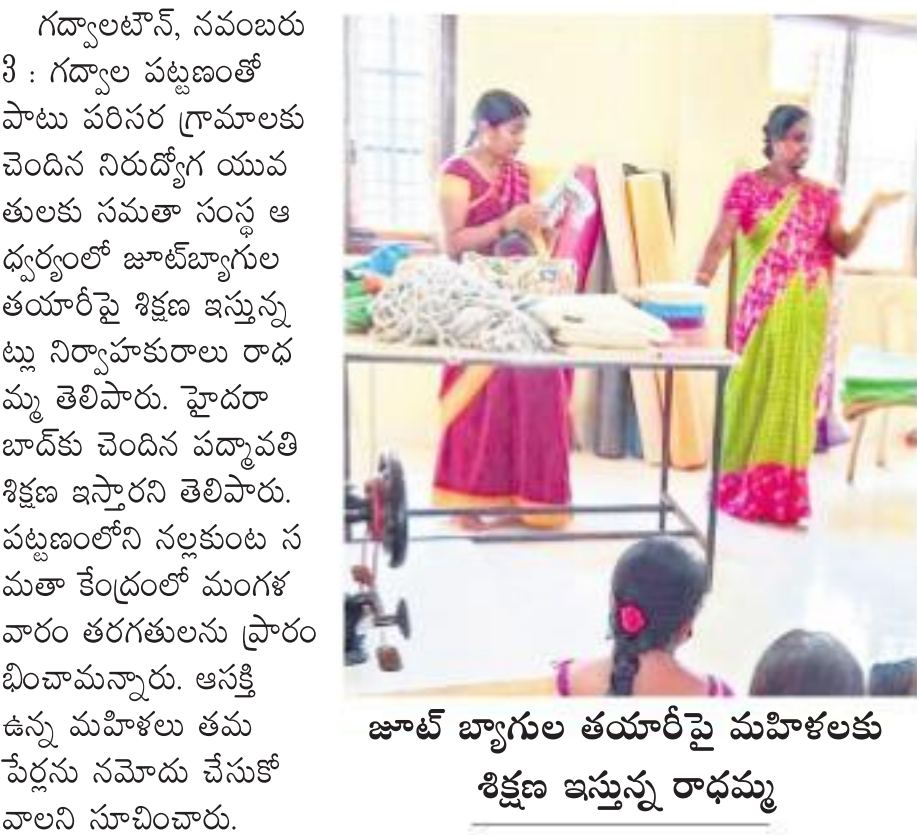 గద్వాలటౌన్, నవంబరు
3 : గద్వాల పట్టణంతో
పాటు పరిసర గ్రామాలకు
చెందిన నిరుద్యోగ యువ
తులకు సమతా సంస్థ ఆ
ధ్వర్యంలో జూట్‌బ్యాగుల
తయారీపై శిక్షణ ఇస్తున్న
ట్లు నిర్వాహకురాలు రాధ
మ్మ తెలిపారు. హైదరా
బాద్‌కు చెందిన పద్మావతి
శిక్షణ ఇస్తారని తెలిపారు.
పట్టణంలోని నల్లకుంట స
మతా కేంద్రంలో మంగళ
వారం తరగతులను ప్రారం
భించామన్నారు. ఆసక్తి
ఉన్న మహిళలు తమ
పేర్లను నమోదు చేసుకో
వాలని సూచించారు.
జూట్ బ్యాగుల తయారీపై మహిళలకు
శిక్షణ ఇస్తున్న రాధమ్మ